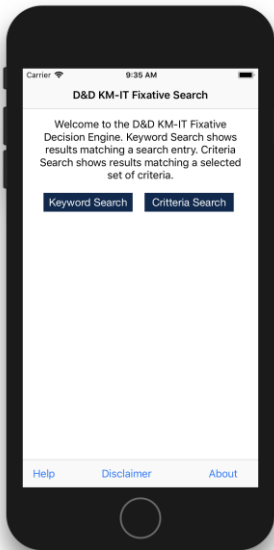 Carrier 9:35 AM
D&D KM-IT Fixative Search
Welcome to the D&D KM-IT Fixative
Decision Engine. Keyword Search shows
results matching a search entry. Criteria
Search shows results matching a selected
set of criteria.
Keyword Search Critteria Search
Help Disclaimer About